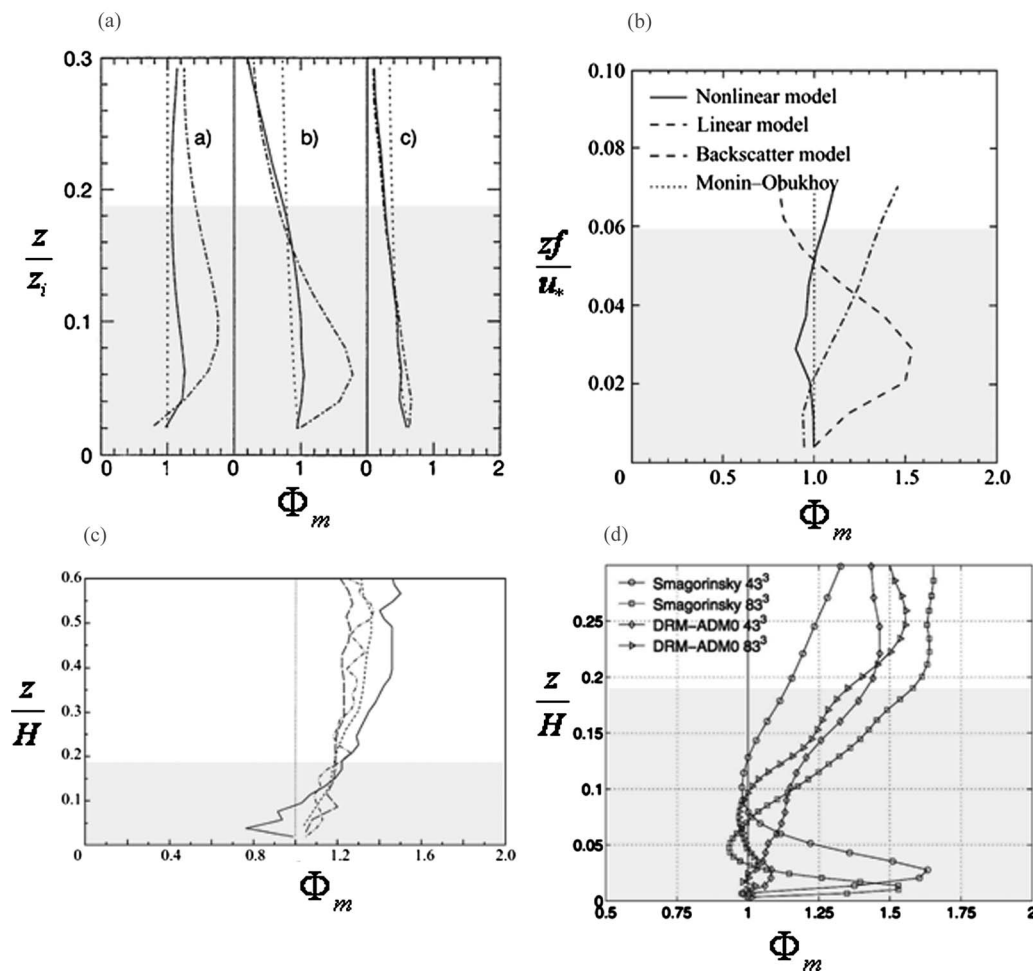 (a)
0.3
0.2
0.1
0
z
z_i
a)
b)
c)
1 0 1 0 1 2
Φ_m
(b)
0.10
0.08
0.06
0.04
0.02
0
zf
u_*
Nonlinear model
Linear model
Backscatter model
Monin–Obukhov
0 0.5 1.0 1.5 2.0
Φ_m
(c)
0.6
0.5
0.4
0.3
0.2
0.1
z
H
0 0.4 0.8 1.2 1.6 2.0
Φ_m
(d)
Smagorinsky 43³
Smagorinsky 83³
DRM-ADM0 43³
DRM-ADM0 83³
0.25
0.2
0.15
0.1
0.05
0
z
H
0.5 0.75 1 1.25 1.5 1.75 2
Φ_m